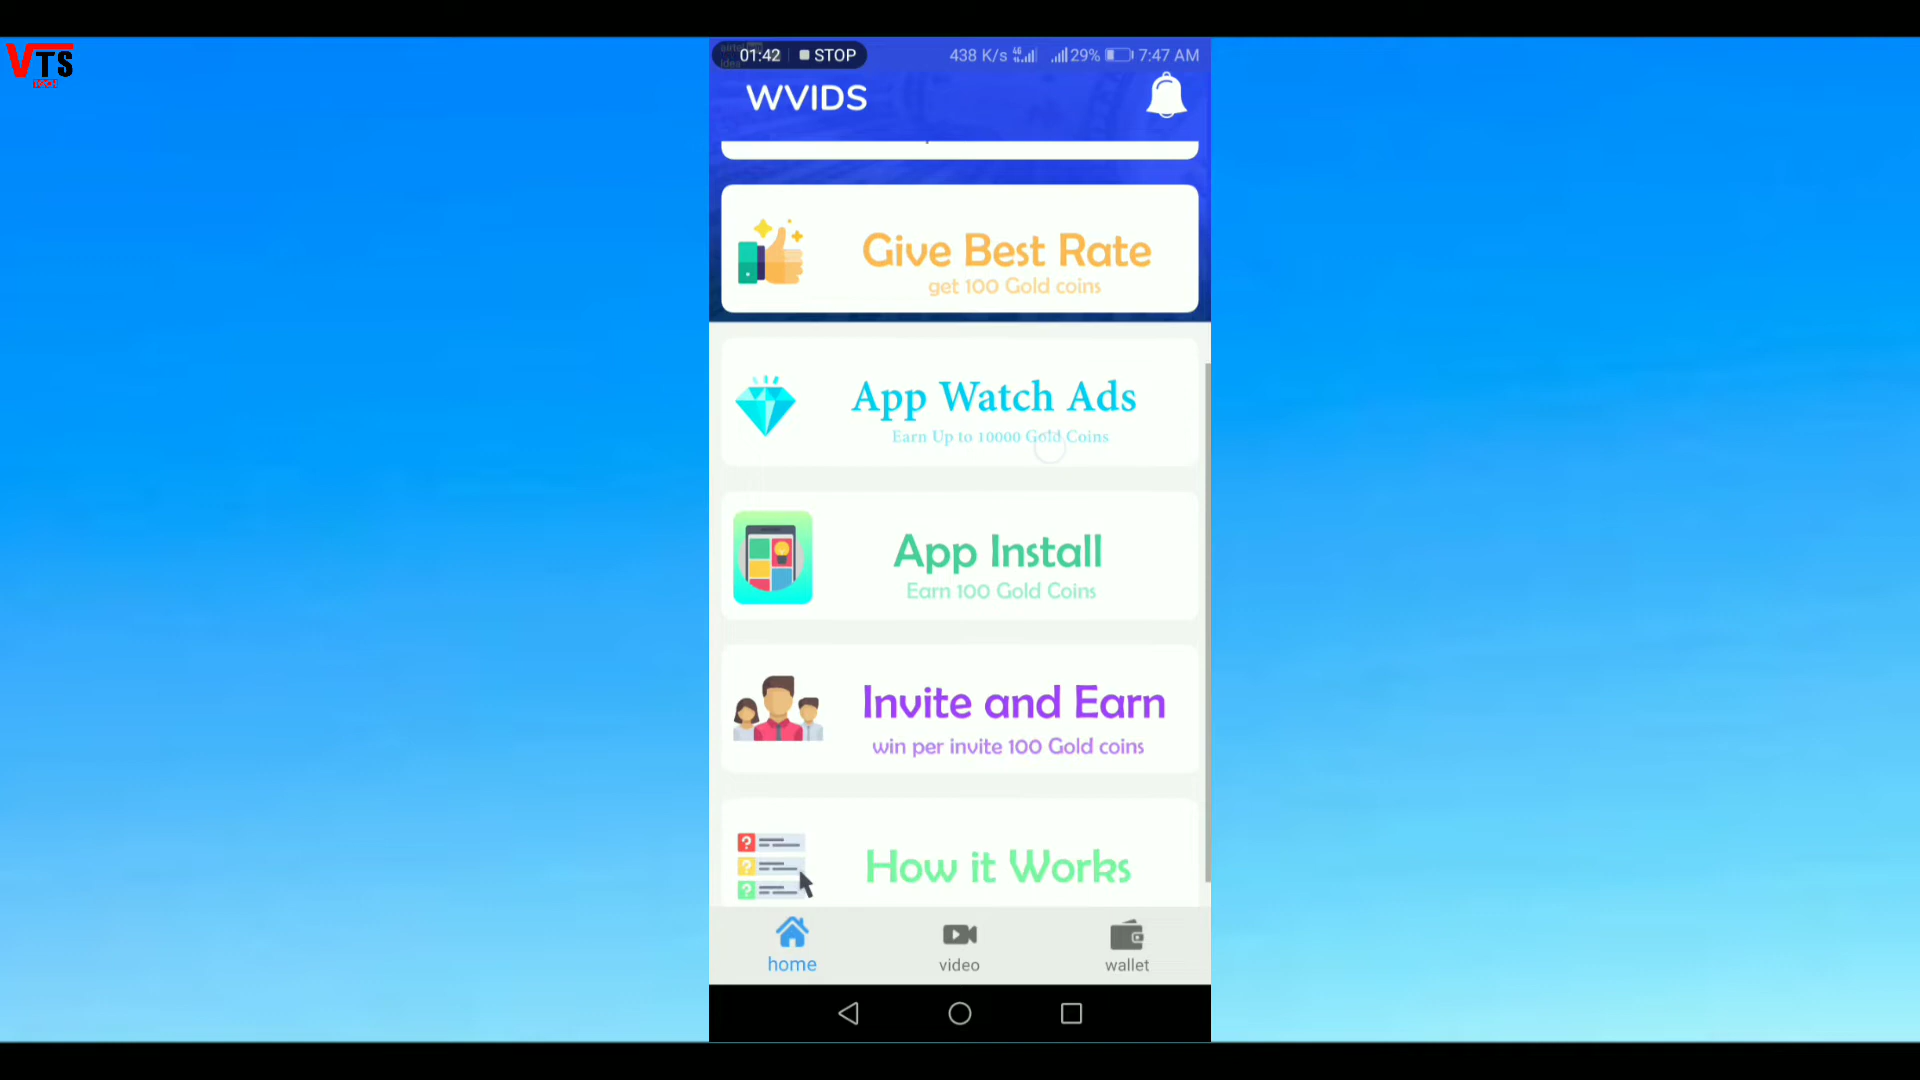 VTS
01:42 STOP 438 K/s 29% 7:47 AM
WVIDS
Give Best Rate
get 100 Gold coins
App Watch Ads
Earn Up to 10000 Gold Coins
App Install
Earn 100 Gold Coins
Invite and Earn
win per invite 100 Gold coins
How it Works
home video wallet